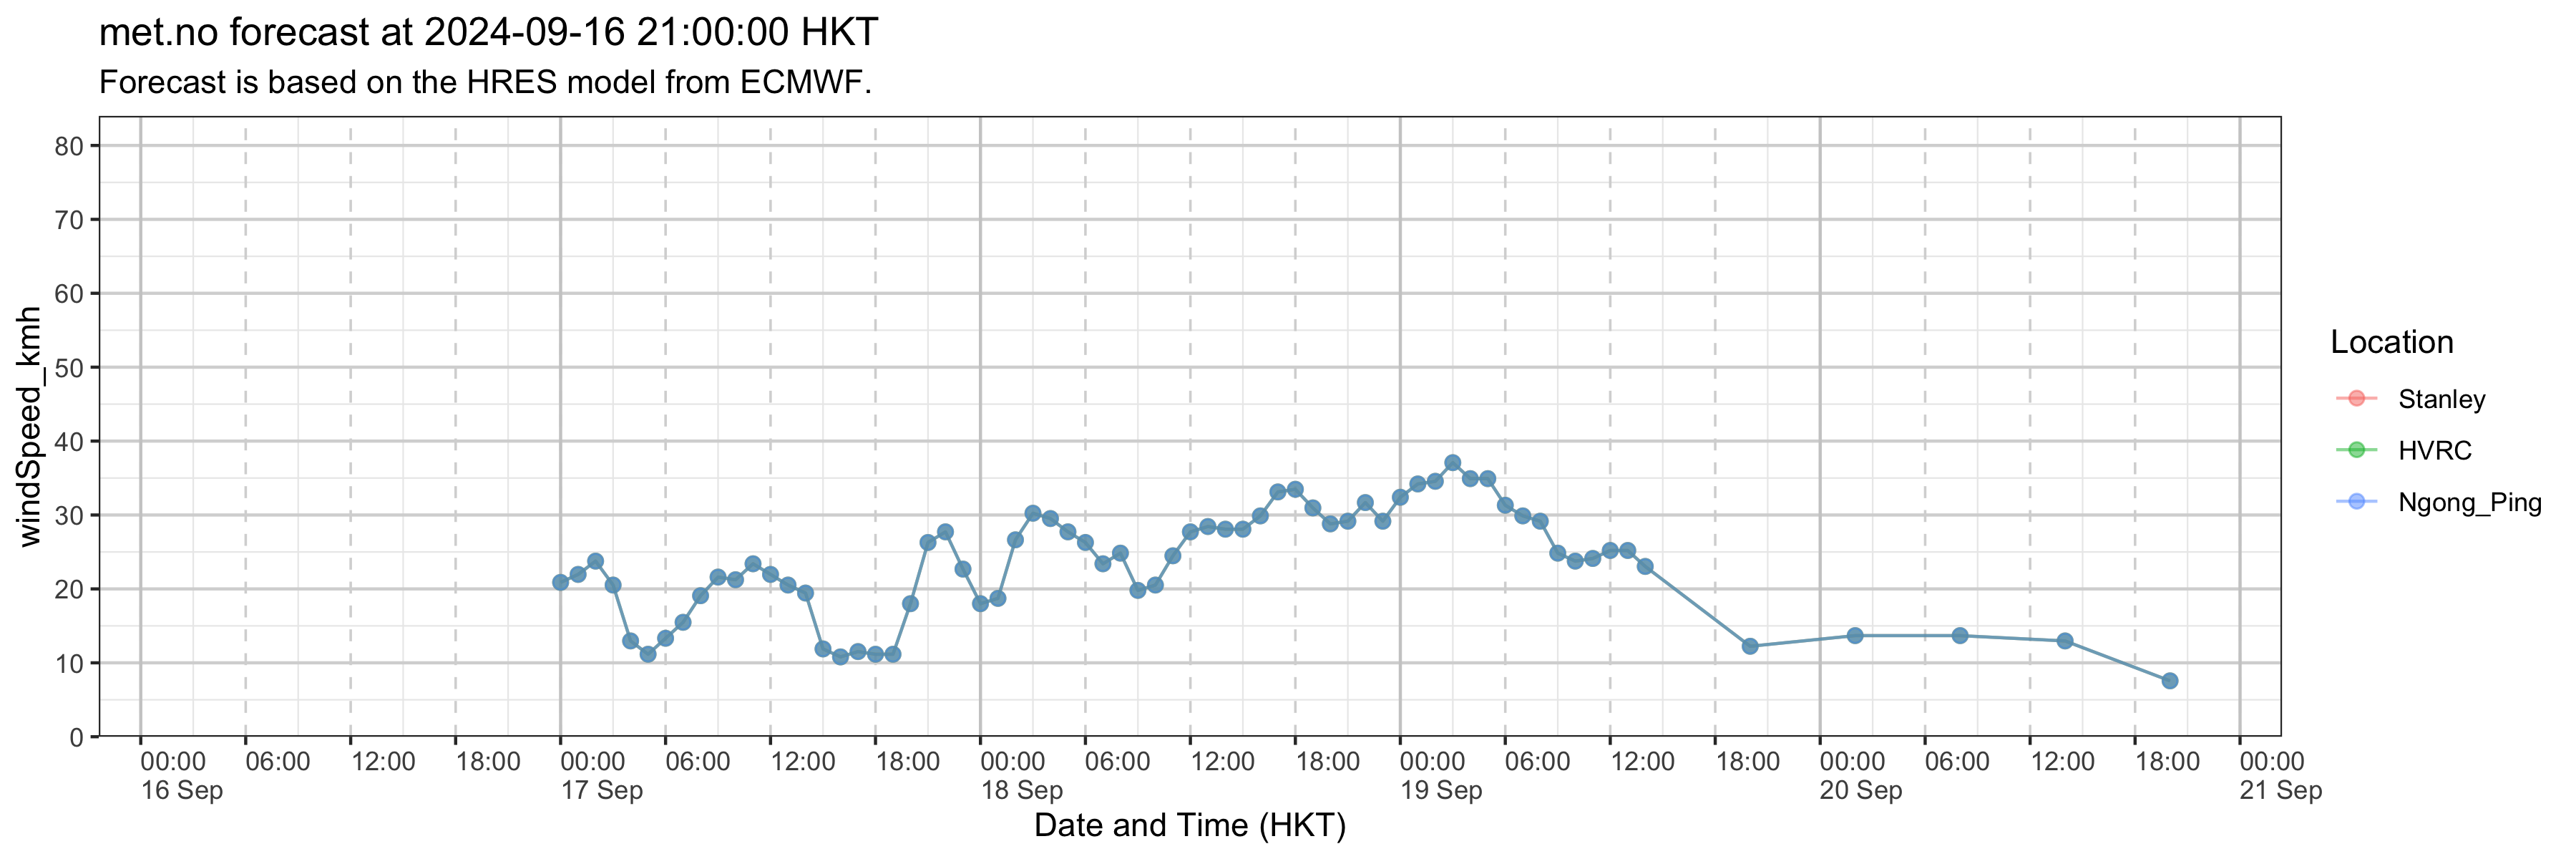 met.no forecast at 2024-09-16 21:00:00 HKT
Forecast is based on the HRES model from ECMWF.
windSpeed_kmh
80
70
60
50
40
30
20
10
0
00:00 06:00 12:00 18:00 00:00 06:00 12:00 18:00 00:00 06:00 12:00 18:00 00:00 06:00 12:00 18:00 00:00 06:00 12:00 18:00 00:00
16 Sep 17 Sep 18 Sep 19 Sep 20 Sep 21 Sep
Date and Time (HKT)
Location
Stanley
HVRC
Ngong_Ping